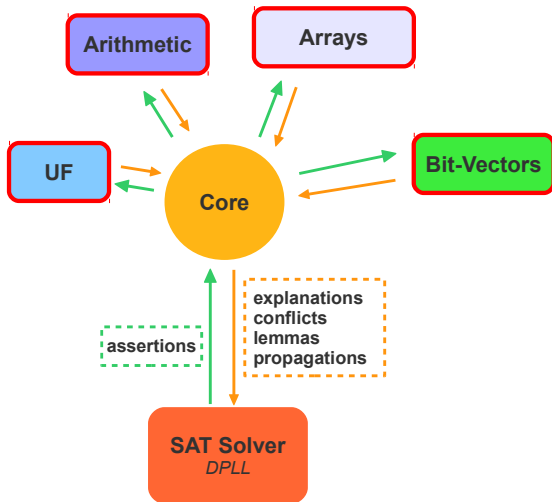 Arithmetic
Arrays
UF
Bit-Vectors
Core
assertions
explanations
conflicts
lemmas
propagations
SAT Solver
DPLL